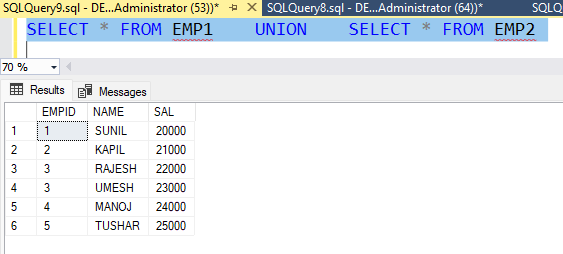 SQLQuery9.sql - DE...Administrator (53))* SQLQuery8.sql - DE...Administrator (64))* SQLQ
SELECT * FROM EMP1 UNION SELECT * FROM EMP2
70 %
Results Messages
EMPID NAME SAL
1 1 SUNIL 20000
2 2 KAPIL 21000
3 3 RAJESH 22000
4 3 UMESH 23000
5 4 MANOJ 24000
6 5 TUSHAR 25000